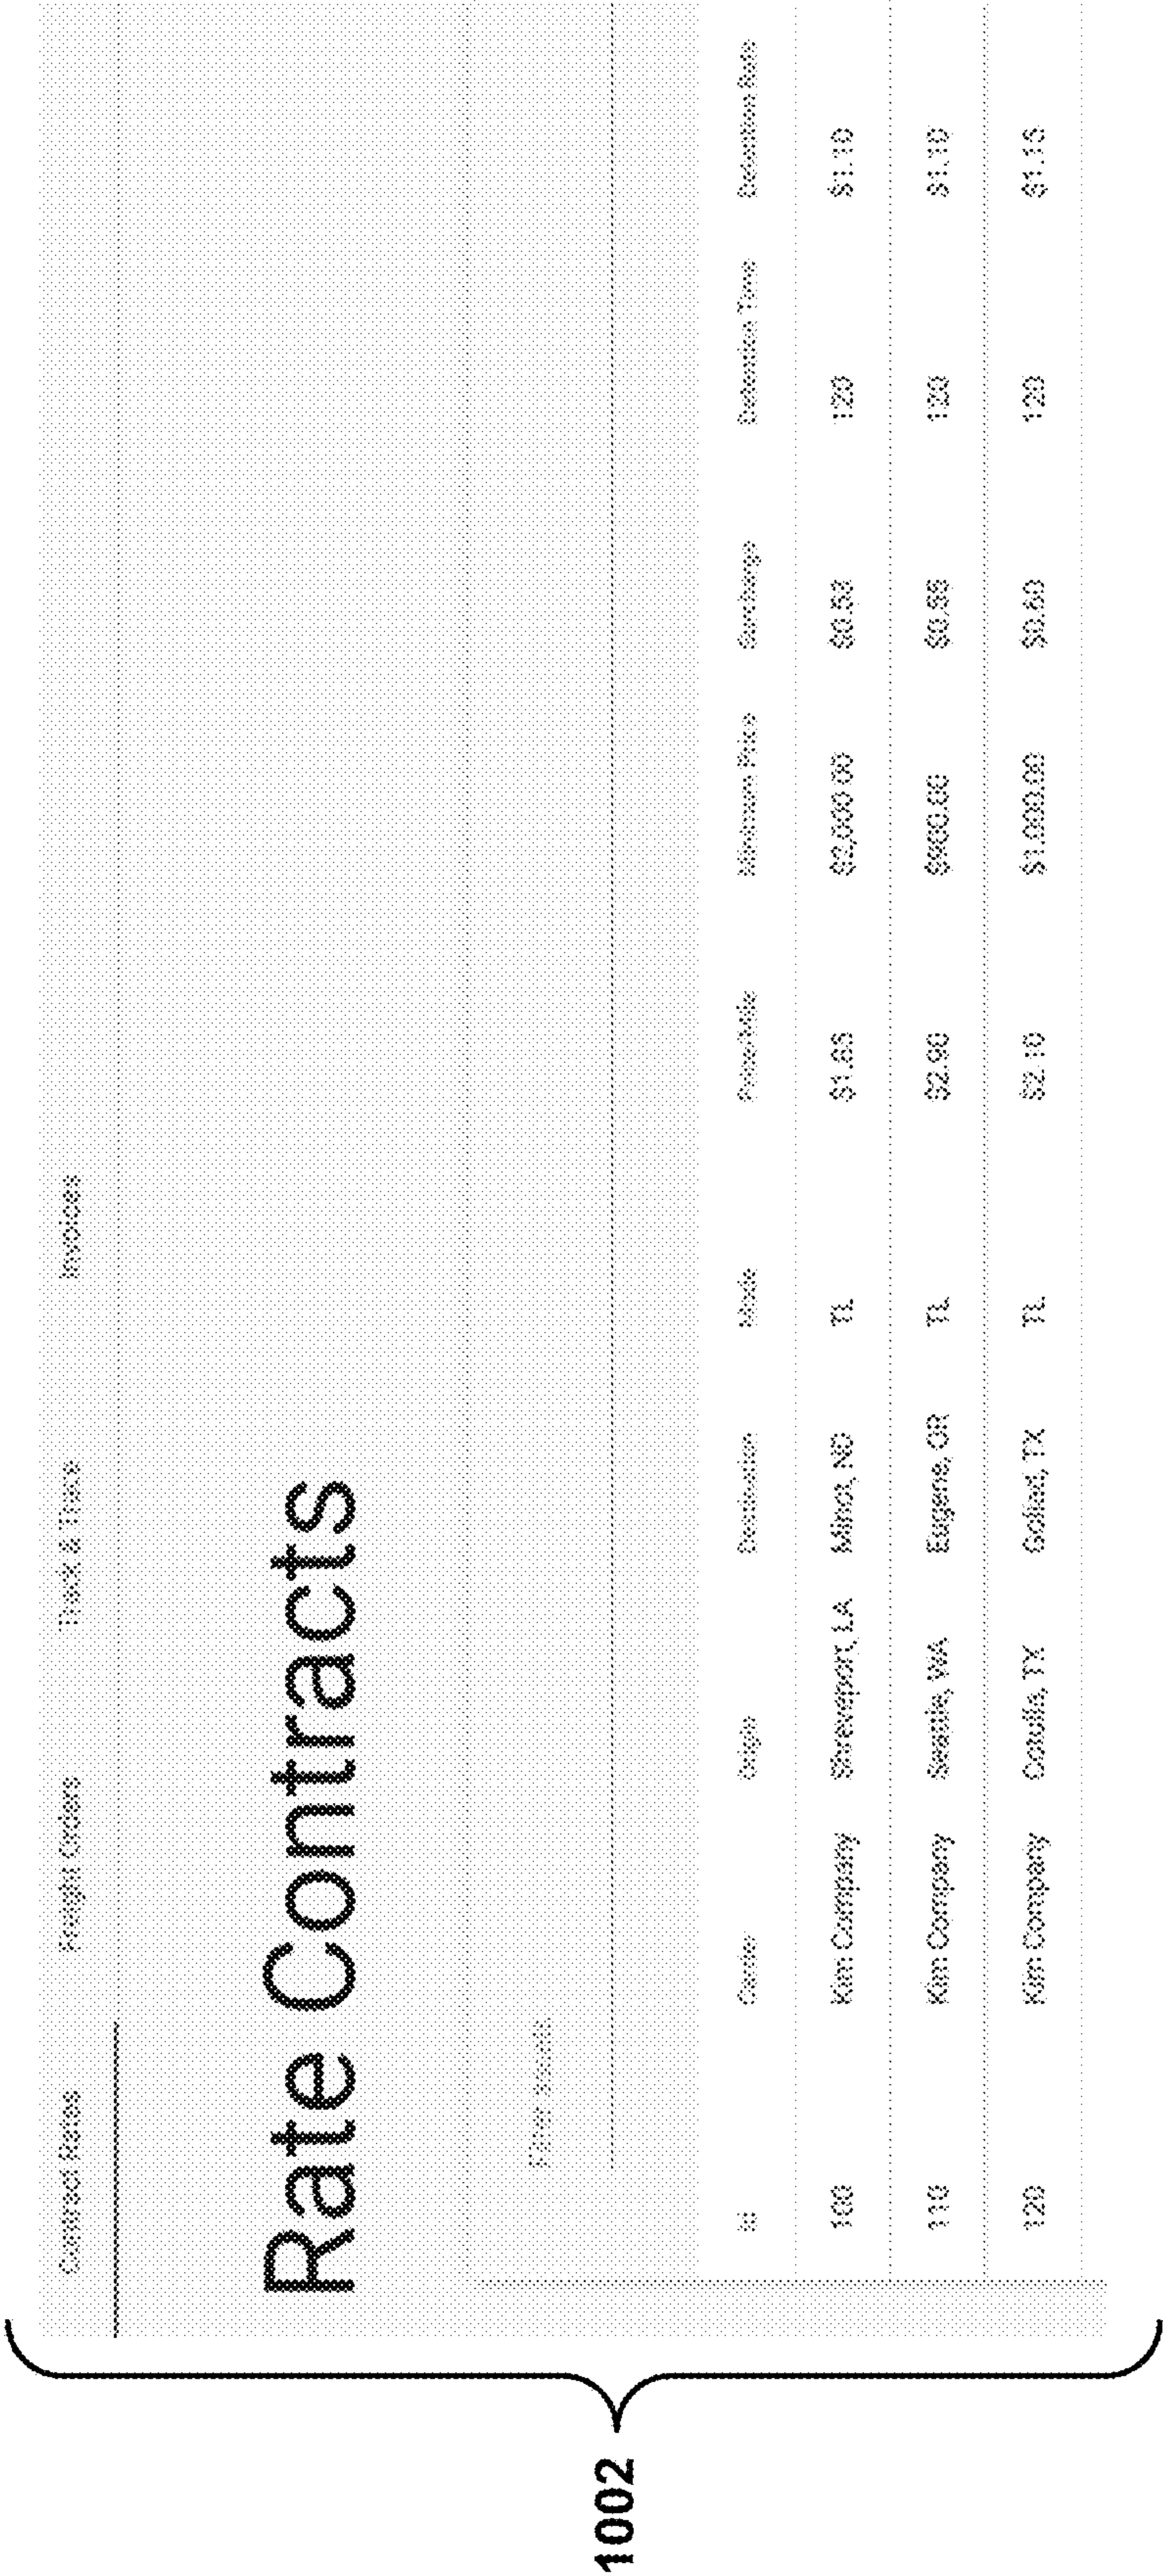 Contract Rates Freight Orders Track & Trace Invoices
Rate Contracts
Filter results
Id Carrier Origin Destination Mode Price/Mile Minimum Price Surcharge Detention Time Detention Rate
100 Kim Company Shreveport, LA Minot, ND TL $1.85 $2,000.00 $0.53 120 $1.10
110 Kim Company Seattle, WA Eugene, OR TL $2.90 $900.00 $0.55 120 $1.10
120 Kim Company Cotulla, TX Goliad, TX TL $2.10 $1,000.00 $0.60 120 $1.15
1002